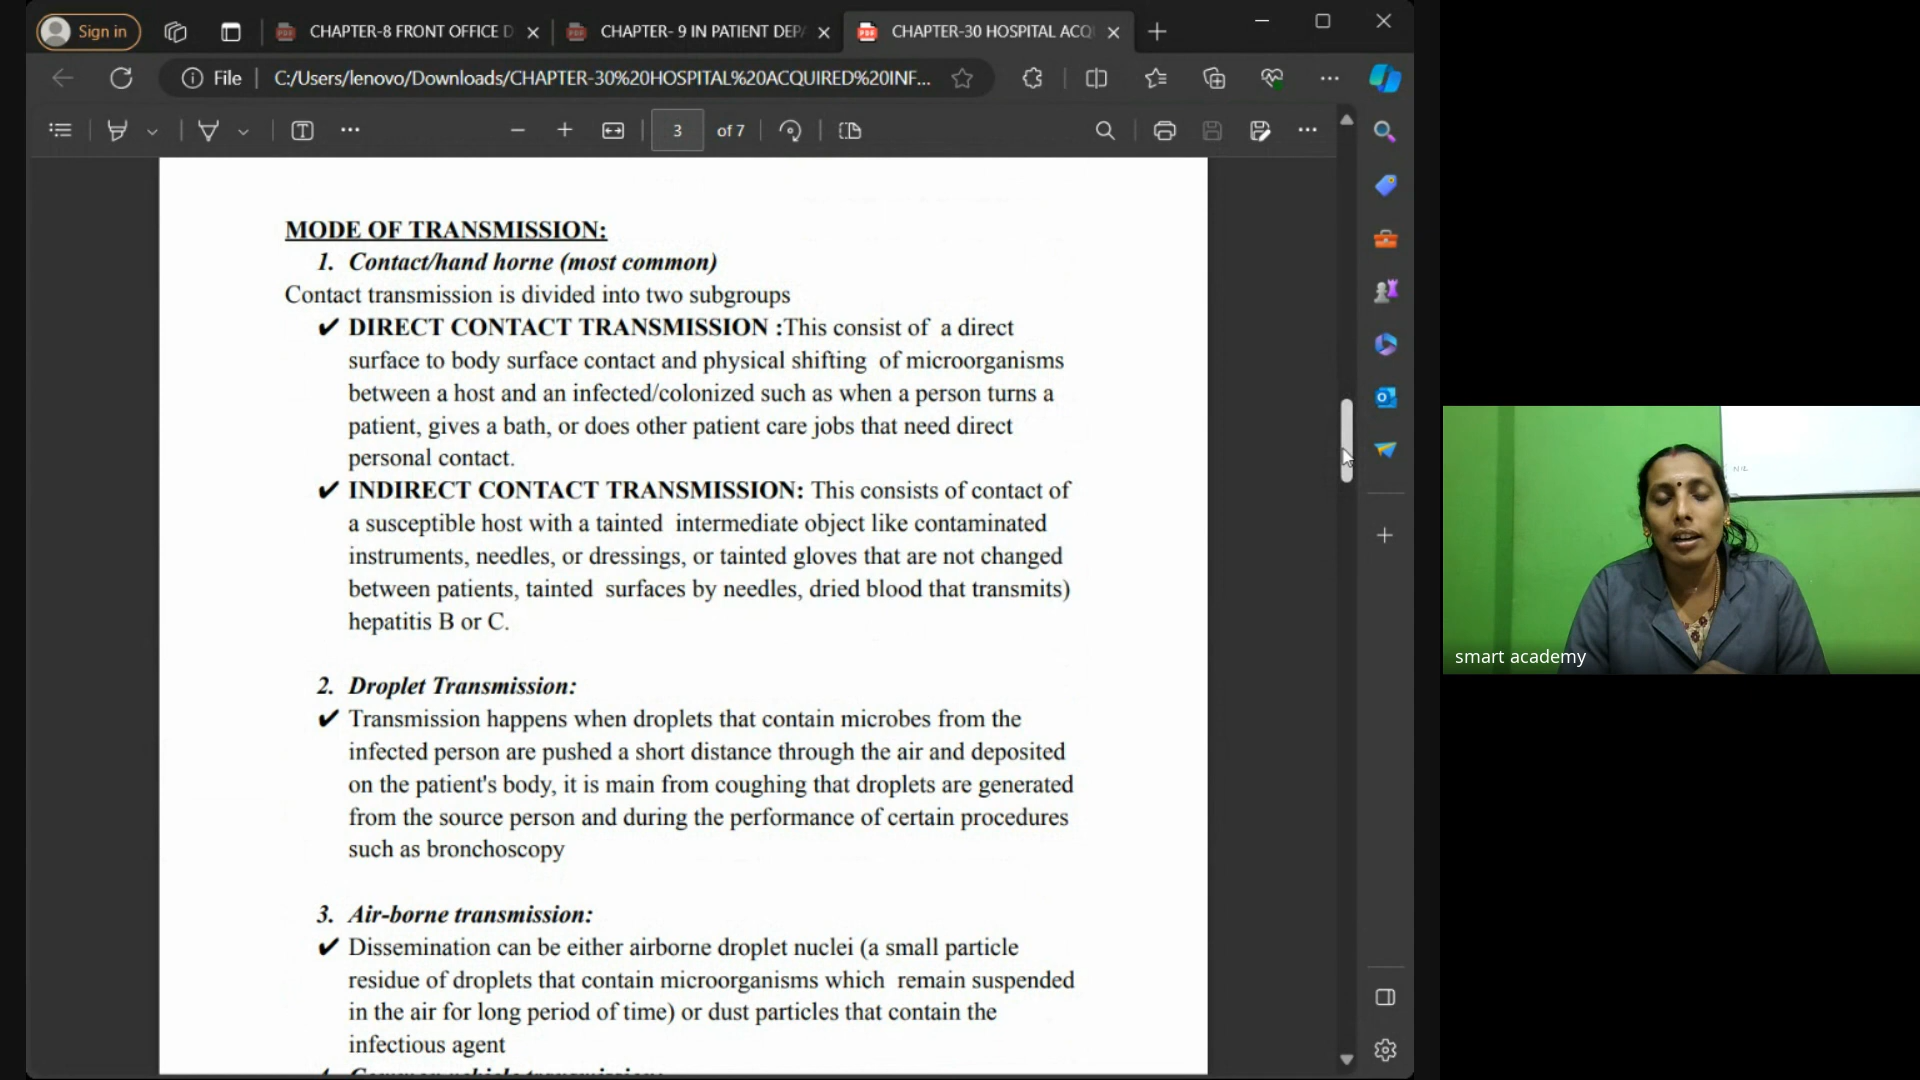 Sign in
CHAPTER-8 FRONT OFFICE D
CHAPTER- 9 IN PATIENT DEPA
CHAPTER-30 HOSPITAL ACQU
File
C:/Users/lenovo/Downloads/CHAPTER-30%20HOSPITAL%20ACQUIRED%20INF...
3 of 7
MODE OF TRANSMISSION:
1. Contact/hand horne (most common)
Contact transmission is divided into two subgroups
✔ DIRECT CONTACT TRANSMISSION :This consist of a direct
surface to body surface contact and physical shifting of microorganisms
between a host and an infected/colonized such as when a person turns a
patient, gives a bath, or does other patient care jobs that need direct
personal contact.
✔ INDIRECT CONTACT TRANSMISSION: This consists of contact of
a susceptible host with a tainted intermediate object like contaminated
instruments, needles, or dressings, or tainted gloves that are not changed
between patients, tainted surfaces by needles, dried blood that transmits)
hepatitis B or C.
2. Droplet Transmission:
✔ Transmission happens when droplets that contain microbes from the
infected person are pushed a short distance through the air and deposited
on the patient's body, it is main from coughing that droplets are generated
from the source person and during the performance of certain procedures
such as bronchoscopy
3. Air-borne transmission:
✔ Dissemination can be either airborne droplet nuclei (a small particle
residue of droplets that contain microorganisms which remain suspended
in the air for long period of time) or dust particles that contain the
infectious agent
smart academy